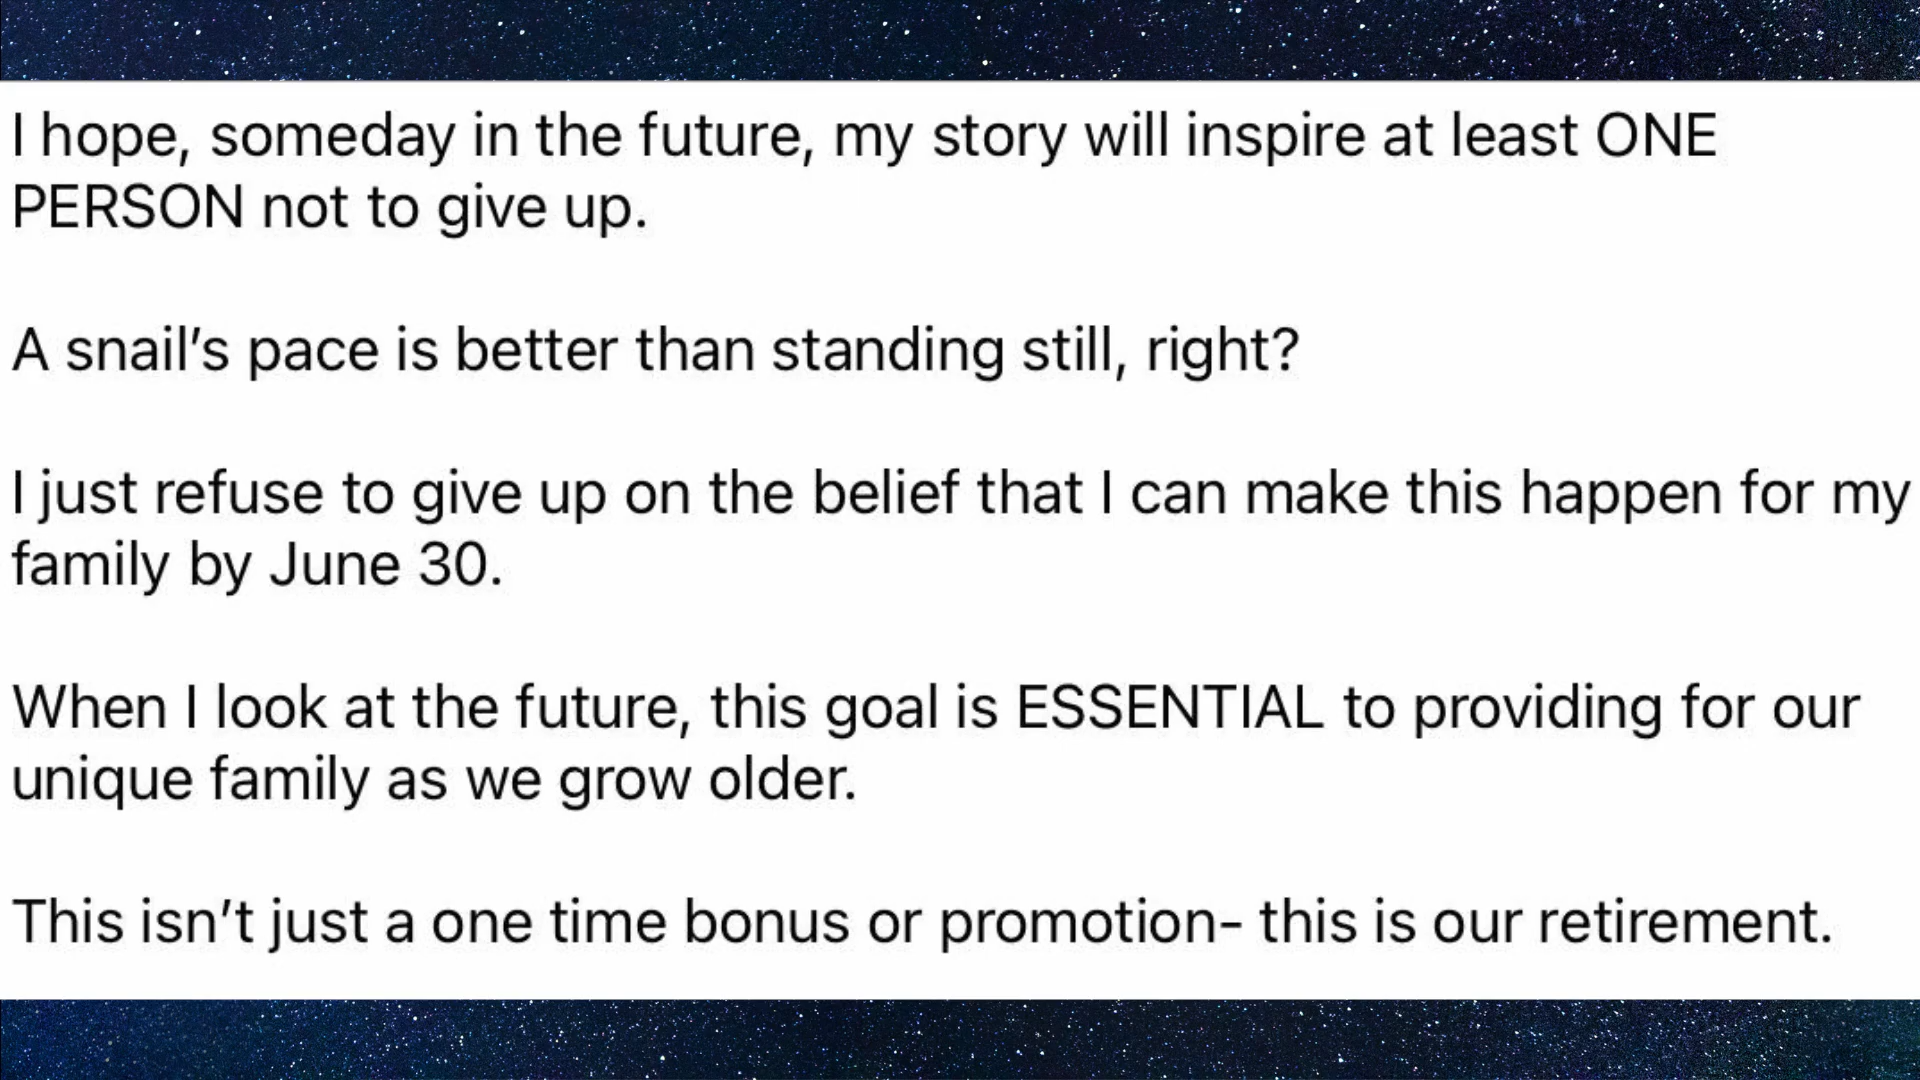 I hope, someday in the future, my story will inspire at least ONE
PERSON not to give up.
A snail’s pace is better than standing still, right?
I just refuse to give up on the belief that I can make this happen for my
family by June 30.
When I look at the future, this goal is ESSENTIAL to providing for our
unique family as we grow older.
This isn’t just a one time bonus or promotion- this is our retirement.